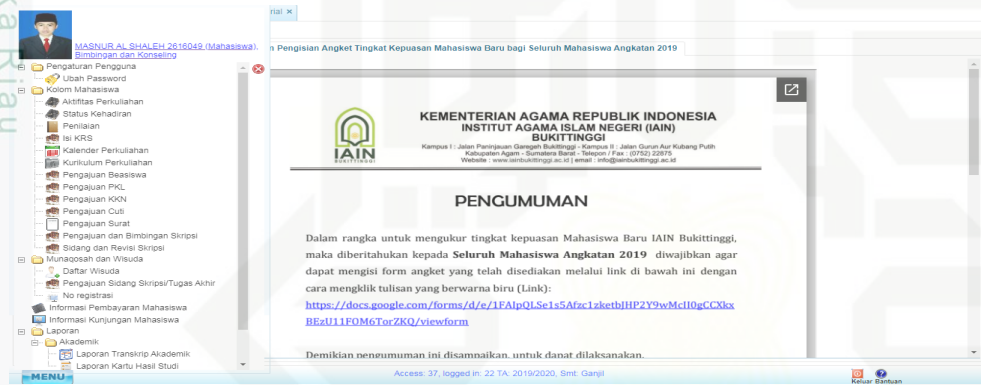 rial ×
MASNUR AL SHALEH 2616049 (Mahasiswa),
Bimbingan dan Konseling
Pengaturan Pengguna
Ubah Password
Kolom Mahasiswa
Aktifitas Perkuliahan
Status Kehadiran
Penilaian
Isi KRS
Kalender Perkuliahan
Kurikulum Perkuliahan
Pengajuan Beasiswa
Pengajuan PKL
Pengajuan KKN
Pengajuan Cuti
Pengajuan Surat
Pengajuan dan Bimbingan Skripsi
Sidang dan Revisi Skripsi
Munaqosah dan Wisuda
Daftar Wisuda
Pengajuan Sidang Skripsi/Tugas Akhir
No registrasi
Informasi Pembayaran Mahasiswa
Informasi Kunjungan Mahasiswa
Laporan
Akademik
Laporan Transkrip Akademik
Laporan Kartu Hasil Studi
MENU
n Pengisian Angket Tingkat Kepuasan Mahasiswa Baru bagi Seluruh Mahasiswa Angkatan 2019
IAIN
BUKITTINGGI
KEMENTERIAN AGAMA REPUBLIK INDONESIA
INSTITUT AGAMA ISLAM NEGERI (IAIN)
BUKITTINGGI
Kampus I : Jalan Paninjauan Garegeh Bukittinggi - Kampus II : Jalan Gurun Aur Kubang Putih
Kabupaten Agam - Sumatera Barat - Telepon / Fax : (0752) 22875
Website : www.iainbukittinggi.ac.id | email : info@iainbukittinggi.ac.id
PENGUMUMAN
Dalam rangka untuk mengukur tingkat kepuasan Mahasiswa Baru IAIN Bukittinggi,
maka diberitahukan kepada Seluruh Mahasiswa Angkatan 2019 diwajibkan agar
dapat mengisi form angket yang telah disediakan melalui link di bawah ini dengan
cara mengklik tulisan yang berwarna biru (Link):
https://docs.google.com/forms/d/e/1FAIpQLSe1s5Afzc1zketbJHP2Y9wMcII0gCCXkx
BEzU11FOM6TorZKQ/viewform
Demikian pengumuman ini disampaikan, untuk dapat dilaksanakan.
Access: 37, logged in: 22 TA: 2019/2020, Smt: Ganjil
Keluar Bantuan